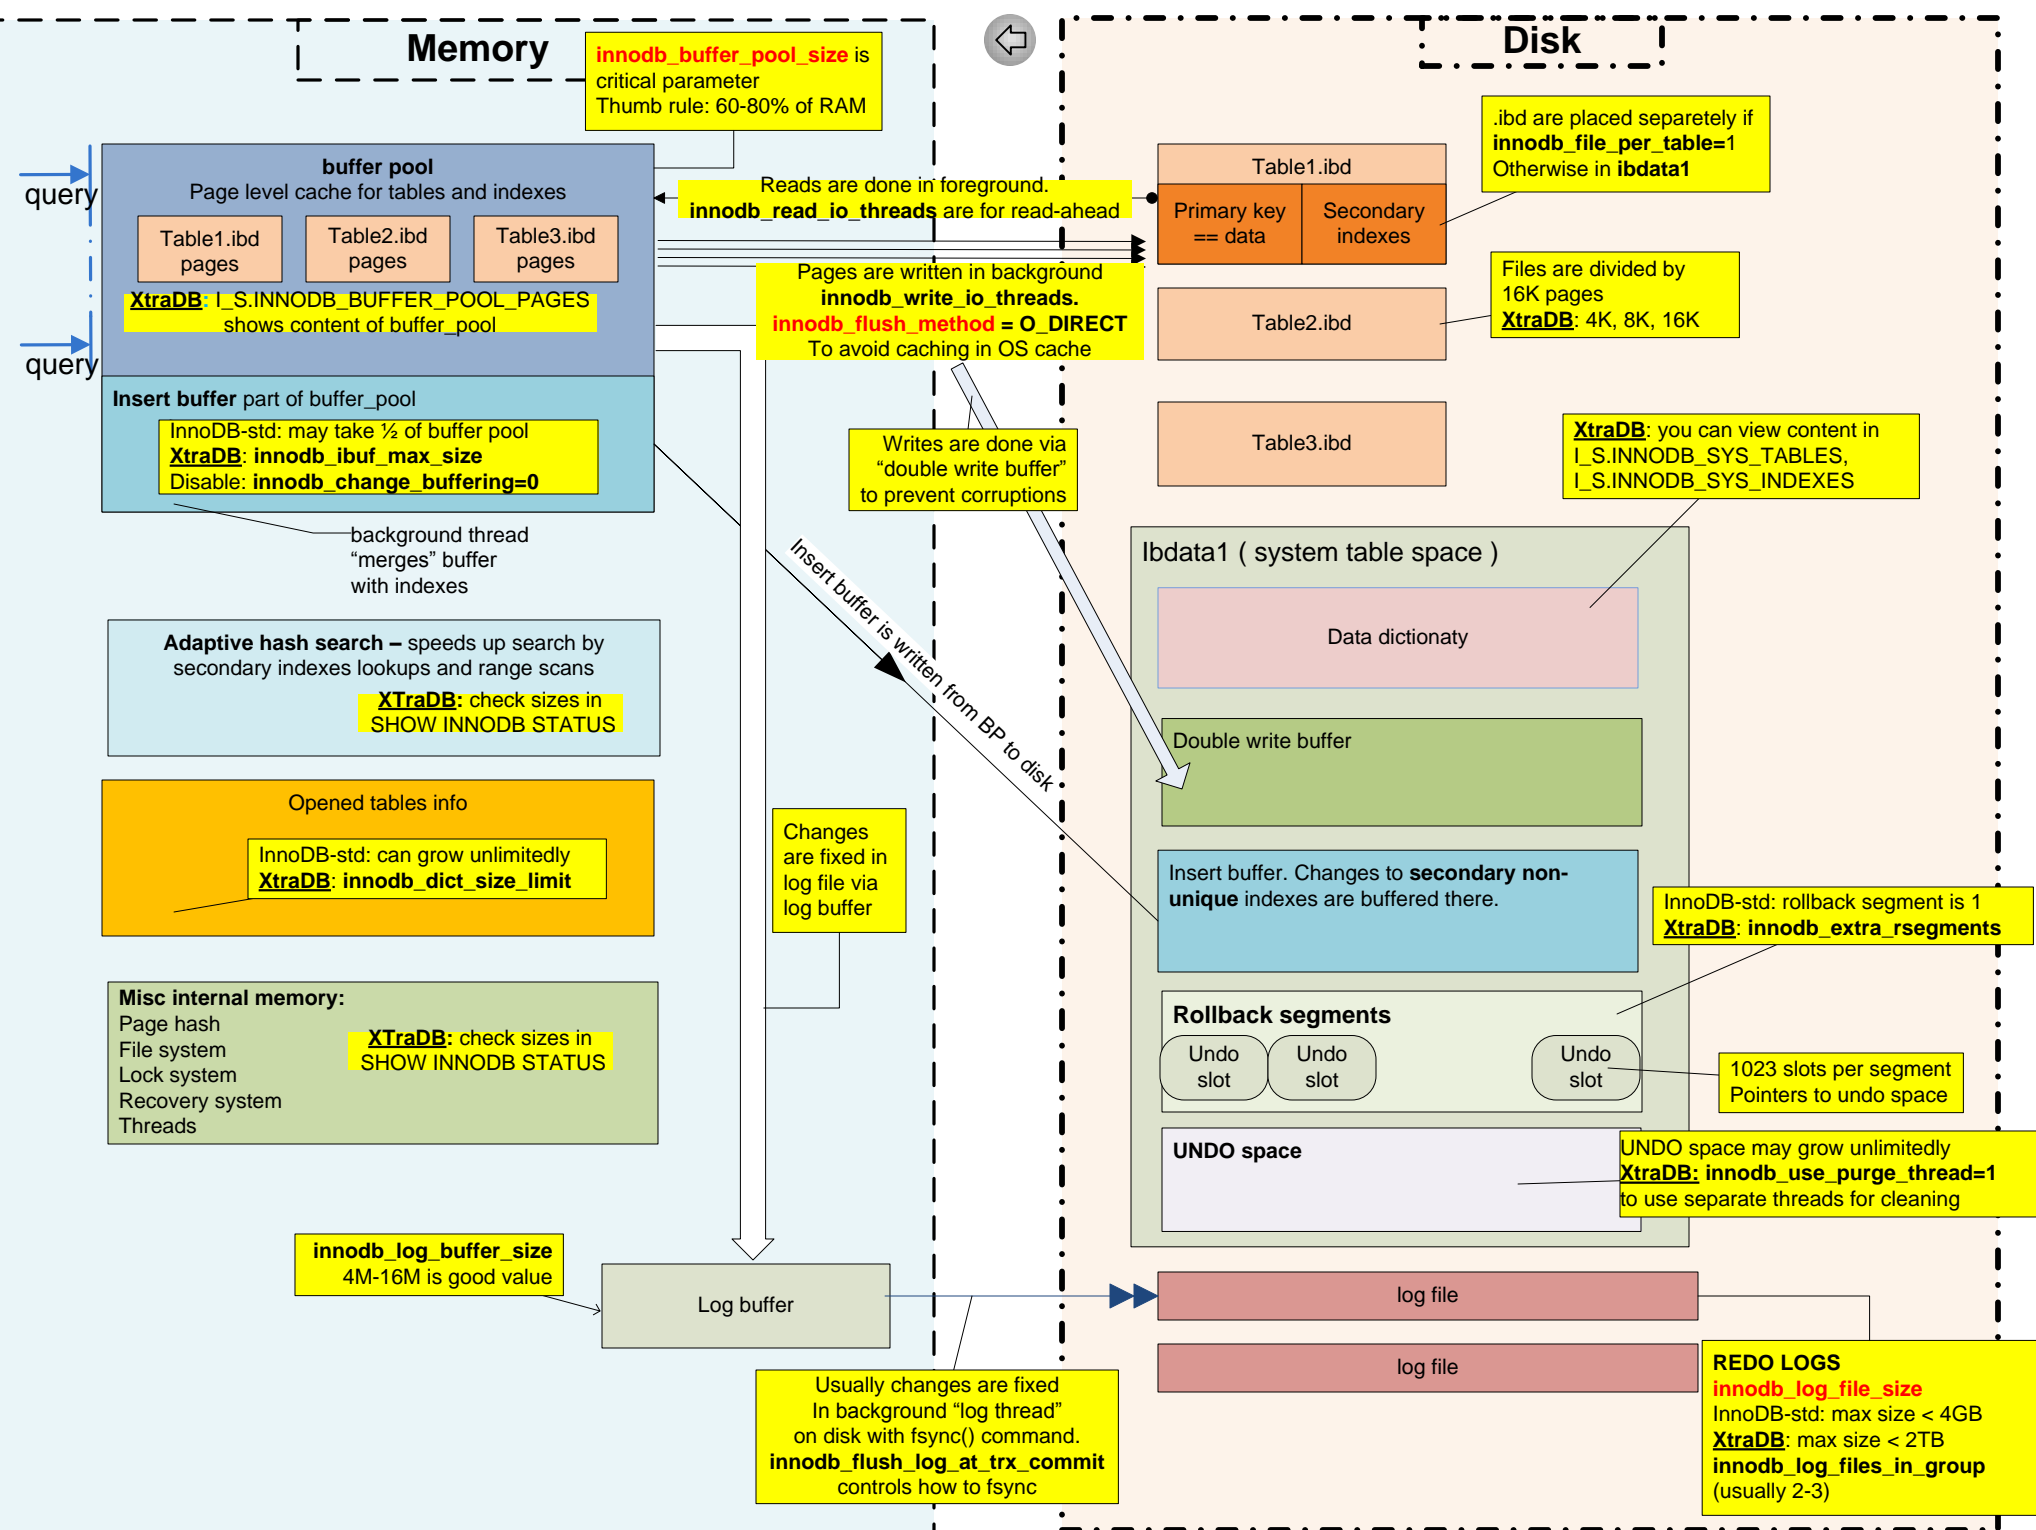 Memory
innodb_buffer_pool_size is
critical parameter
Thumb rule: 60-80% of RAM
query
query
buffer pool
Page level cache for tables and indexes
Table1.ibd
pages
Table2.ibd
pages
Table3.ibd
pages
XtraDB: I_S.INNODB_BUFFER_POOL_PAGES
shows content of buffer_pool
Insert buffer part of buffer_pool
InnoDB-std: may take ½ of buffer pool
XtraDB: innodb_ibuf_max_size
Disable: innodb_change_buffering=0
background thread
“merges” buffer
with indexes
Adaptive hash search – speeds up search by
secondary indexes lookups and range scans
XTraDB: check sizes in
SHOW INNODB STATUS
Opened tables info
InnoDB-std: can grow unlimitedly
XtraDB: innodb_dict_size_limit
Misc internal memory:
Page hash
File system
Lock system
Recovery system
Threads
XTraDB: check sizes in
SHOW INNODB STATUS
innodb_log_buffer_size
4M-16M is good value
Log buffer
Reads are done in foreground.
innodb_read_io_threads are for read-ahead
Pages are written in background
innodb_write_io_threads.
innodb_flush_method = O_DIRECT
To avoid caching in OS cache
Writes are done via
“double write buffer”
to prevent corruptions
Insert buffer is written from BP to disk
Changes
are fixed in
log file via
log buffer
Usually changes are fixed
In background “log thread”
on disk with fsync() command.
innodb_flush_log_at_trx_commit
controls how to fsync
Disk
.ibd are placed separetely if
innodb_file_per_table=1
Otherwise in ibdata1
Table1.ibd
Primary key
== data
Secondary
indexes
Files are divided by
16K pages
XtraDB: 4K, 8K, 16K
Table2.ibd
Table3.ibd
XtraDB: you can view content in
I_S.INNODB_SYS_TABLES,
I_S.INNODB_SYS_INDEXES
Ibdata1 ( system table space )
Data dictionaty
Double write buffer
Insert buffer. Changes to secondary non-
unique indexes are buffered there.
InnoDB-std: rollback segment is 1
XtraDB: innodb_extra_rsegments
Rollback segments
Undo
slot
Undo
slot
Undo
slot
1023 slots per segment
Pointers to undo space
UNDO space
UNDO space may grow unlimitedly
XtraDB: innodb_use_purge_thread=1
to use separate threads for cleaning
log file
log file
REDO LOGS
innodb_log_file_size
InnoDB-std: max size < 4GB
XtraDB: max size < 2TB
innodb_log_files_in_group
(usually 2-3)